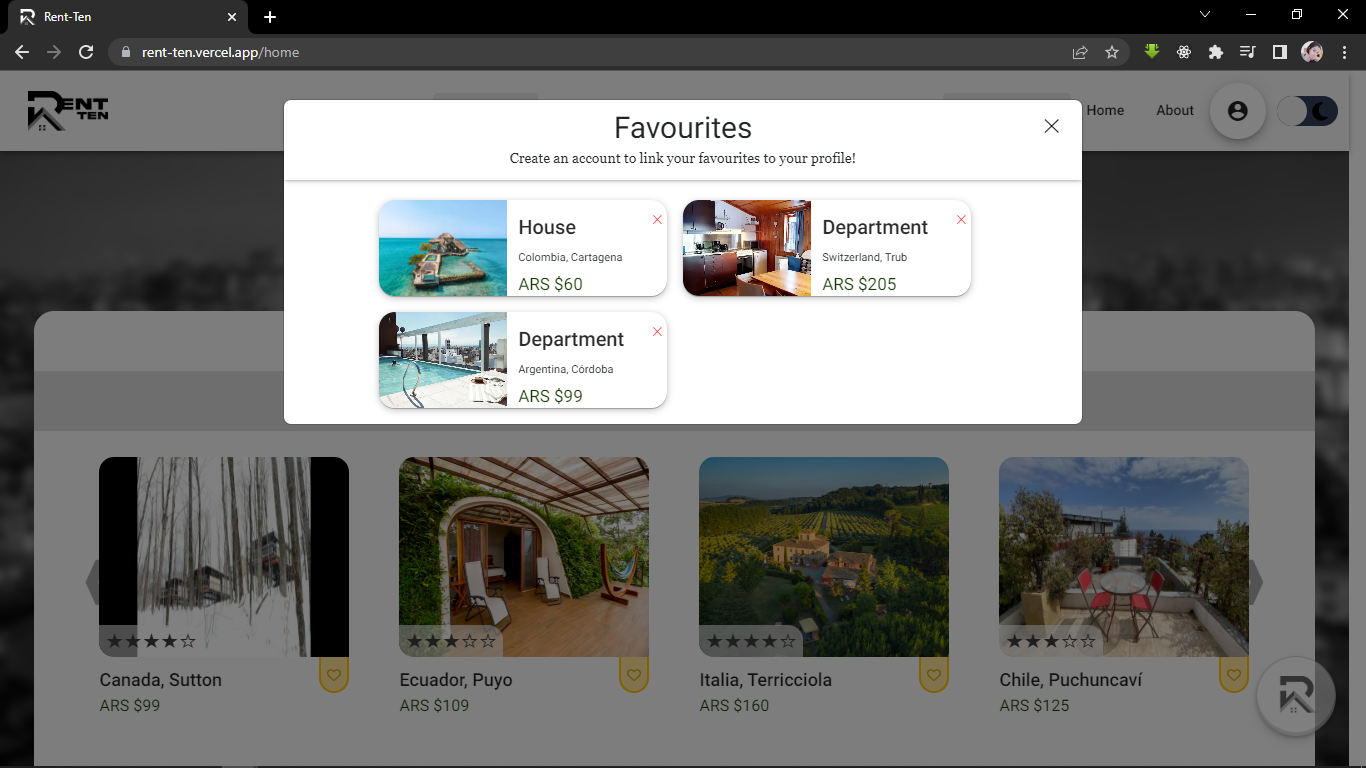 Rent-Ten
rent-ten.vercel.app/home
RENT
TEN
Home
About
Favourites
Create an account to link your favourites to your profile!
House
Colombia, Cartagena
ARS $60
Department
Switzerland, Trub
ARS $205
Department
Argentina, Córdoba
ARS $99
Canada, Sutton
ARS $99
Ecuador, Puyo
ARS $109
Italia, Terricciola
ARS $160
Chile, Puchuncaví
ARS $125